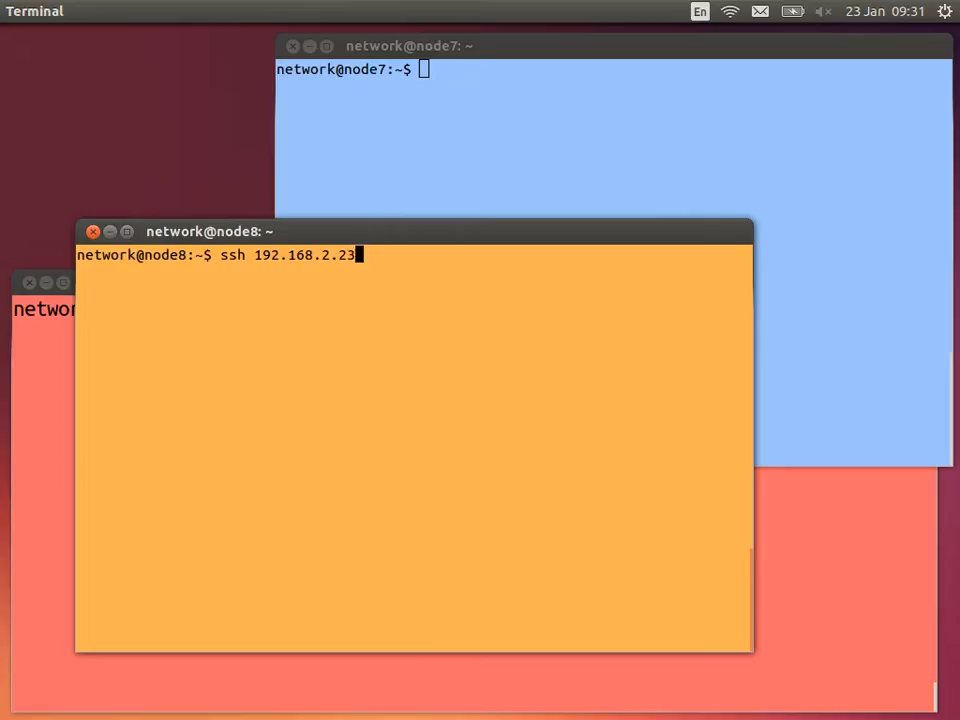 Terminal
En
23 Jan 09:31
network@node7: ~
network@node7:~$
network@node8: ~
network@node8:~$ ssh 192.168.2.23
networ